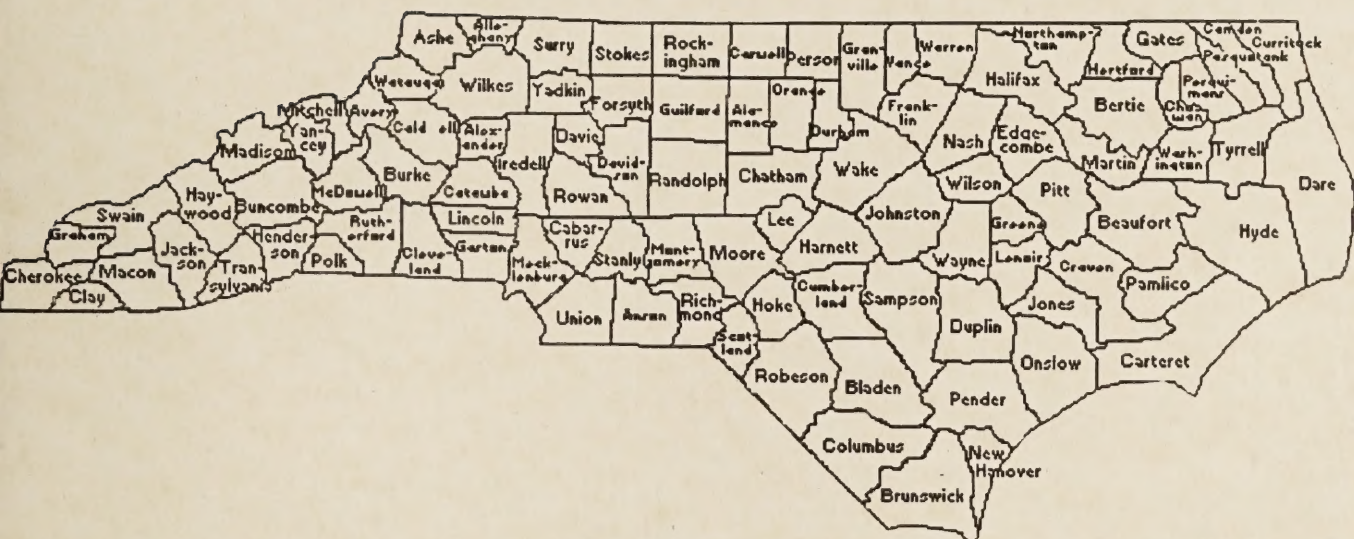 Ashe
Alle-
ghany
Surry
Stokes
Rock-
ingham
Caswell
Person
Gran-
ville
Vance
Warren
Northamp-
ton
Gates
Camden
Currituck
Pasquotank
Perquimans
Hertford
Halifax
Watauga
Wilkes
Yadkin
Forsyth
Guilford
Ala-
mance
Orange
Durham
Frank-
lin
Bertie
Chowan
Mitchell
Avery
Yan-
cey
Cald ell
Alex-
ander
Iredell
Davie
David-
son
Randolph
Chatham
Wake
Nash
Edge-
combe
Martin
Wash-
ington
Tyrrell
Dare
Madison
Burke
McDowell
Catawba
Rowan
Wilson
Pitt
Hay-
wood
Buncombe
Swain
Lincoln
Lee
Johnston
Beaufort
Hyde
Graham
Jack-
son
Hender-
son
Ruth-
erford
Polk
Cleve-
land
Gaston
Cabar-
rus
Meck-
lenburg
Stanly
Mont-
gomery
Moore
Harnett
Wayne
Greene
Lenoir
Craven
Pamlico
Cherokee
Macon
Clay
Tran-
sylvania
Union
Anson
Rich-
mond
Hoke
Scot-
land
Cumber-
land
Sampson
Duplin
Jones
Onslow
Carteret
Robeson
Bladen
Pender
Columbus
New
Hanover
Brunswick